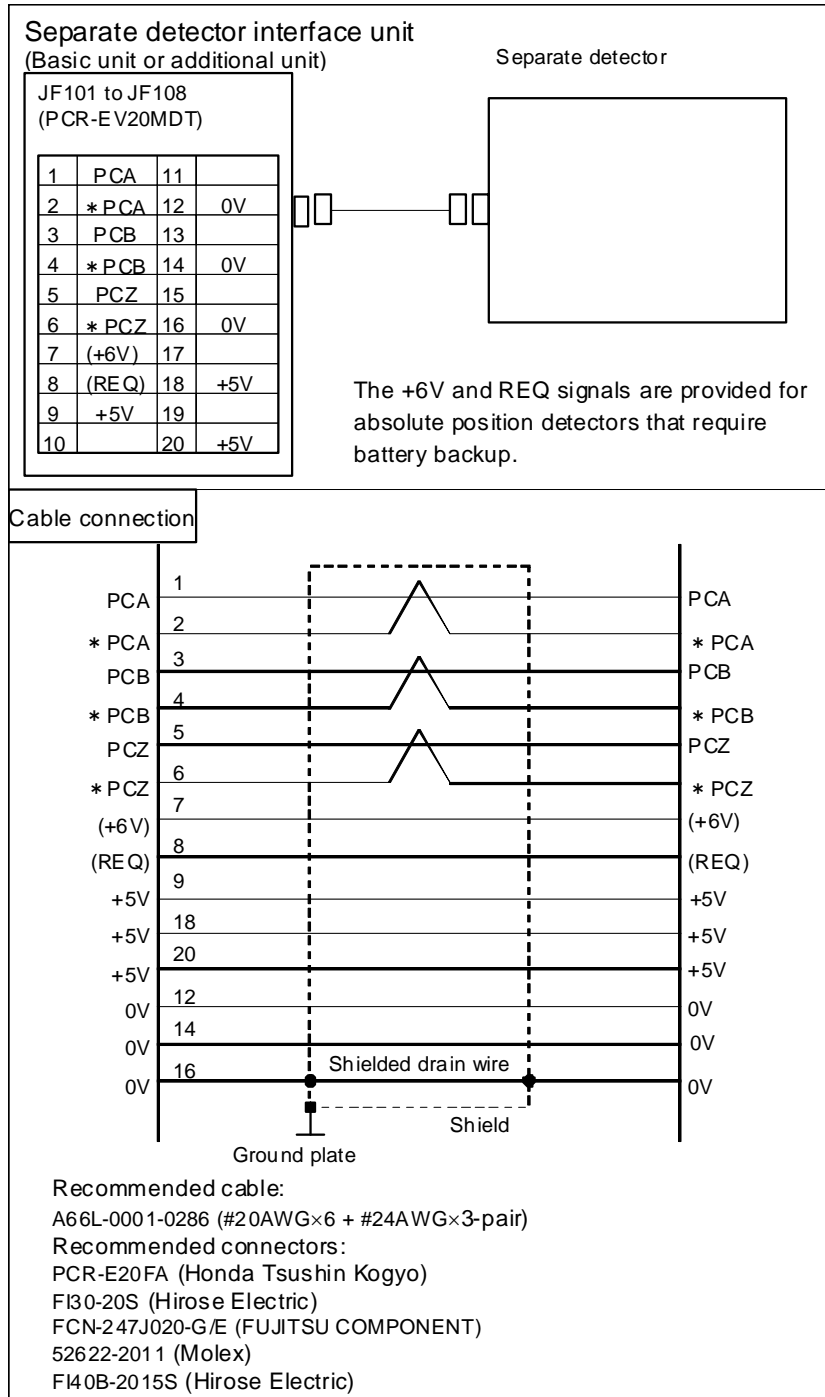 Separate detector interface unit
(Basic unit or additional unit)
Separate detector
JF101 to JF108
(PCR-EV20MDT)
1 PCA 11
2 ∗PCA 12 0V
3 PCB 13
4 ∗PCB 14 0V
5 PCZ 15
6 ∗PCZ 16 0V
7 (+6V) 17
8 (REQ) 18 +5V
9 +5V 19
10 20 +5V
The +6V and REQ signals are provided for
absolute position detectors that require
battery backup.
Cable connection
PCA 1 PCA
∗PCA 2 ∗PCA
PCB 3 PCB
∗PCB 4 ∗PCB
PCZ 5 PCZ
∗PCZ 6 ∗PCZ
(+6V) 7 (+6V)
(REQ) 8 (REQ)
+5V 9 +5V
+5V 18 +5V
+5V 20 +5V
0V 12 0V
0V 14 0V
0V 16 0V
Shielded drain wire
Shield
Ground plate
Recommended cable:
A66L-0001-0286 (#20AWG×6 + #24AWG×3-pair)
Recommended connectors:
PCR-E20FA (Honda Tsushin Kogyo)
FI30-20S (Hirose Electric)
FCN-247J020-G/E (FUJITSU COMPONENT)
52622-2011 (Molex)
FI40B-2015S (Hirose Electric)